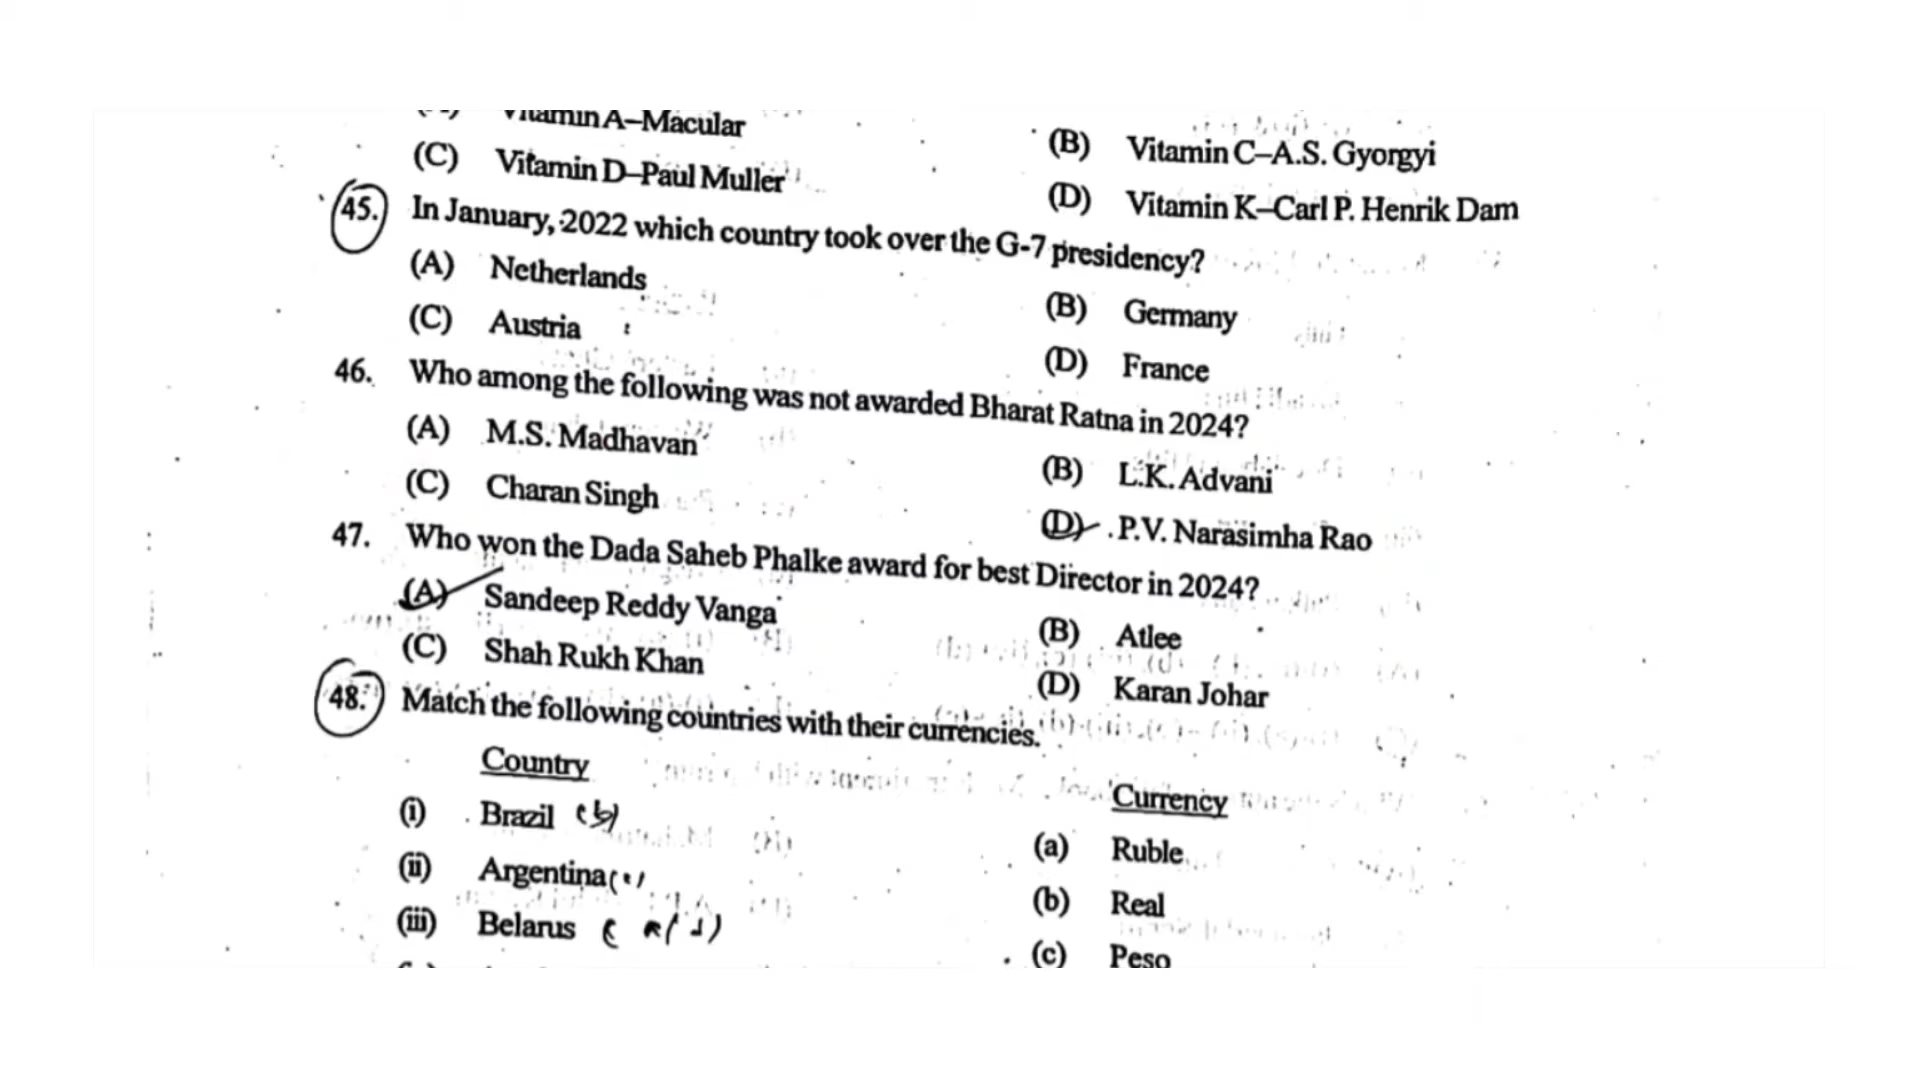 Vitamin A–Macular
(B) Vitamin C–A.S. Gyorgyi
(C) Vitamin D–Paul Muller
(D) Vitamin K–Carl P. Henrik Dam
45. In January, 2022 which country took over the G-7 presidency?
(A) Netherlands
(B) Germany
(C) Austria
(D) France
46. Who among the following was not awarded Bharat Ratna in 2024?
(A) M.S. Madhavan
(B) L.K. Advani
(C) Charan Singh
(D) P.V. Narasimha Rao
47. Who won the Dada Saheb Phalke award for best Director in 2024?
(A) Sandeep Reddy Vanga
(B) Atlee
(C) Shah Rukh Khan
(D) Karan Johar
48. Match the following countries with their currencies.
Country
Currency
(i) Brazil (b)
(a) Ruble
(ii) Argentina
(b) Real
(iii) Belarus
(c) Peso